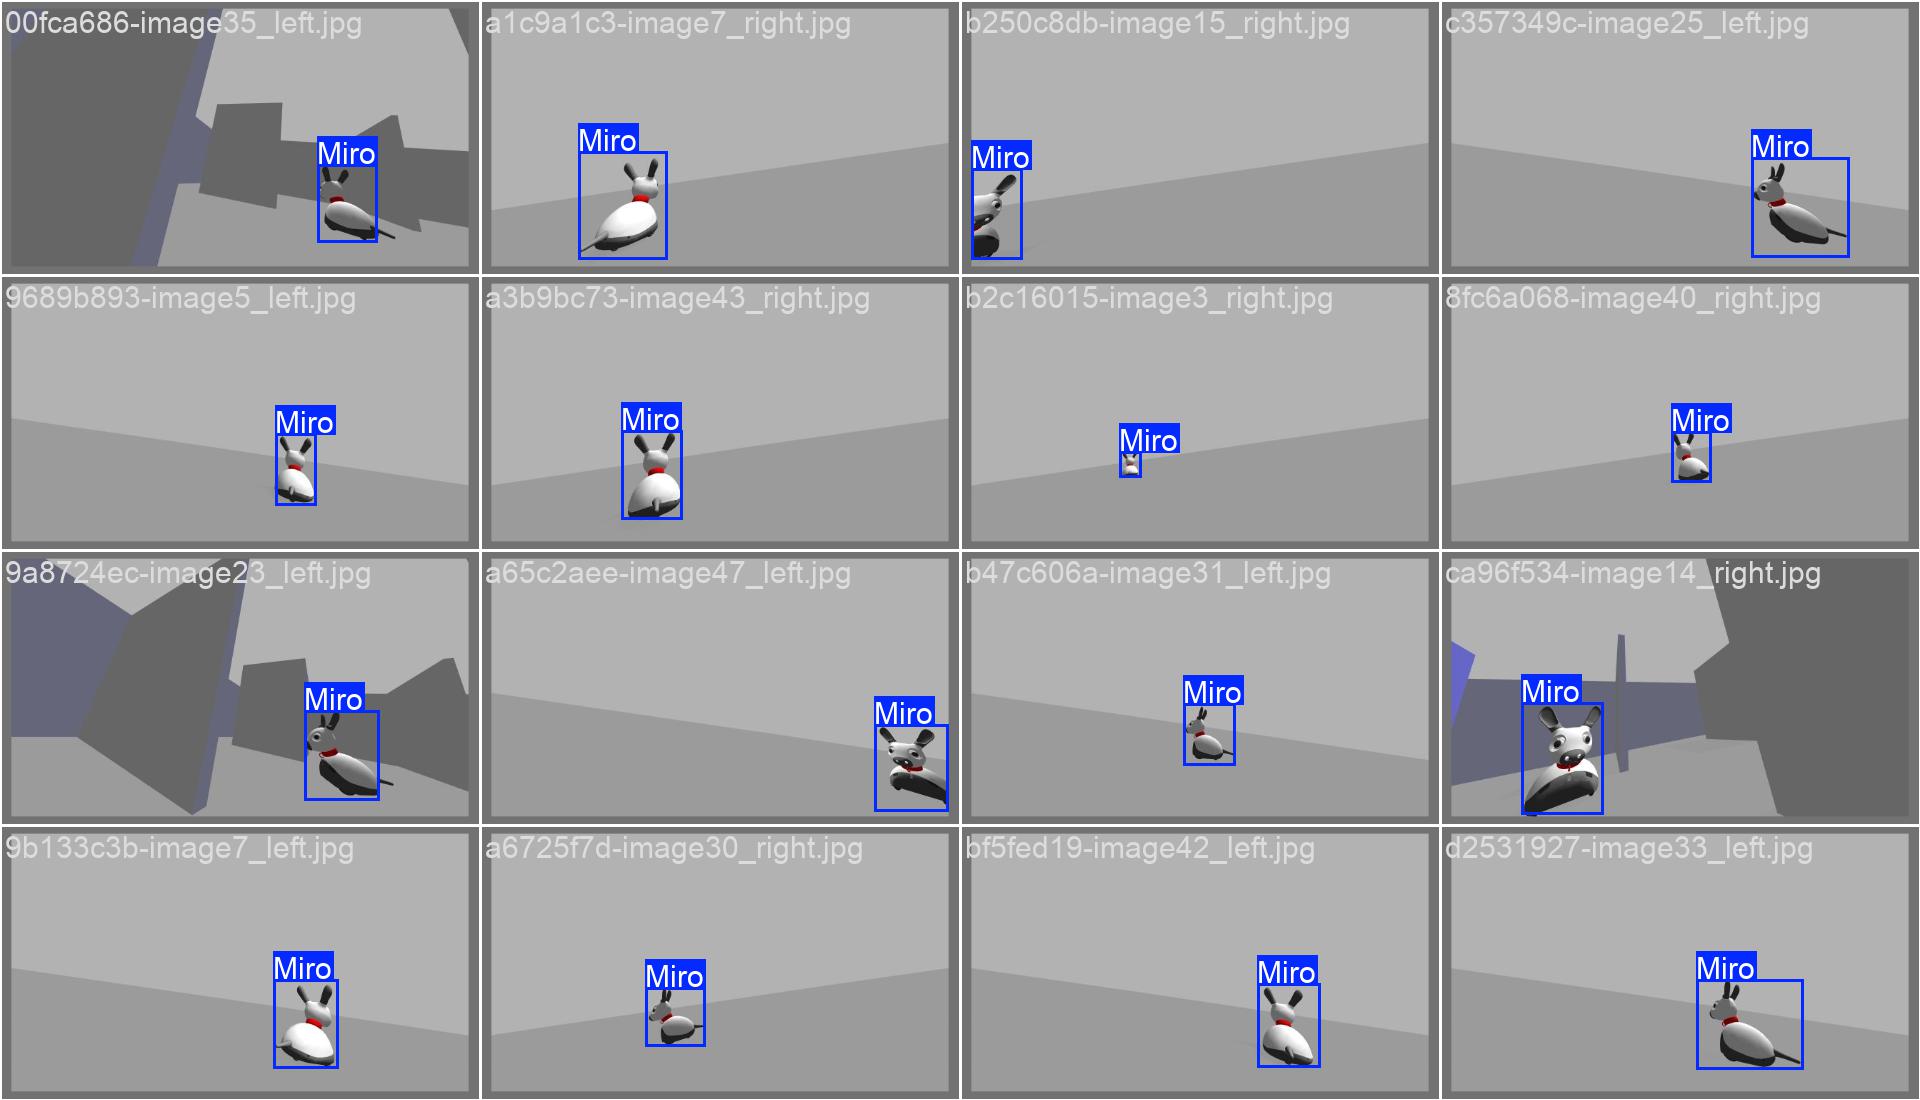 00fca686-image35_left.jpg
a1c9a1c3-image7_right.jpg
b250c8db-image15_right.jpg
c357349c-image25_left.jpg
Miro
Miro
Miro
Miro
9689b893-image5_left.jpg
a3b9bc73-image43_right.jpg
b2c16015-image3_right.jpg
8fc6a068-image40_right.jpg
Miro
Miro
Miro
Miro
9a8724ec-image23_left.jpg
a65c2aee-image47_left.jpg
b47c606a-image31_left.jpg
ca96f534-image14_right.jpg
Miro
Miro
Miro
Miro
9b133c3b-image7_left.jpg
a6725f7d-image30_right.jpg
bf5fed19-image42_left.jpg
d2531927-image33_left.jpg
Miro
Miro
Miro
Miro